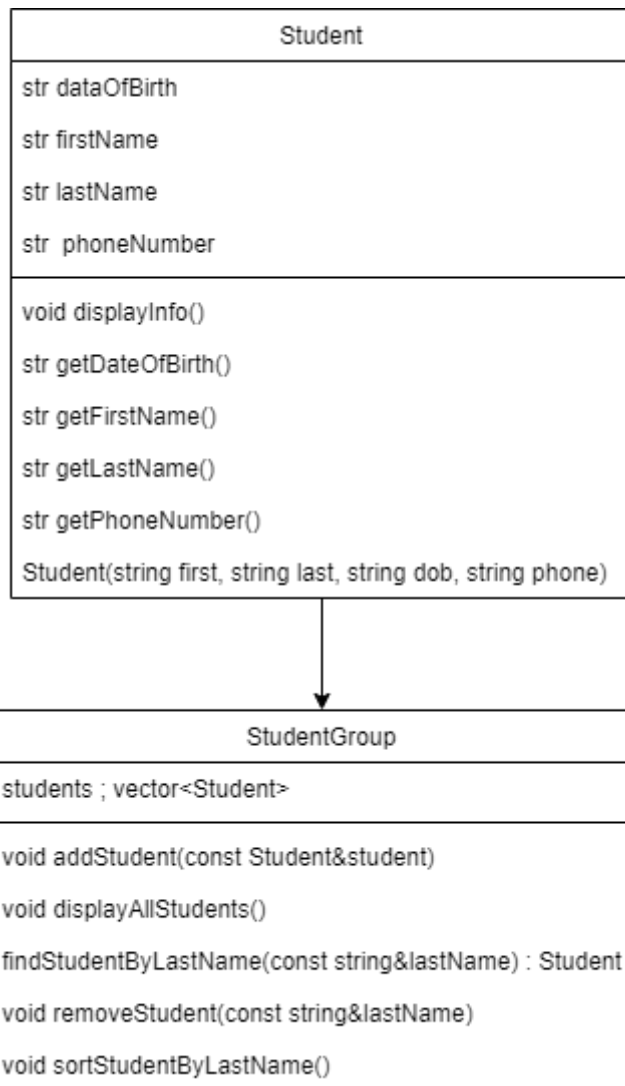 Student
str dataOfBirth
str firstName
str lastName
str phoneNumber
void displayInfo()
str getDateOfBirth()
str getFirstName()
str getLastName()
str getPhoneNumber()
Student(string first, string last, string dob, string phone)
StudentGroup
students ; vector<Student>
void addStudent(const Student&student)
void displayAllStudents()
findStudentByLastName(const string&lastName) : Student
void removeStudent(const string&lastName)
void sortStudentByLastName()